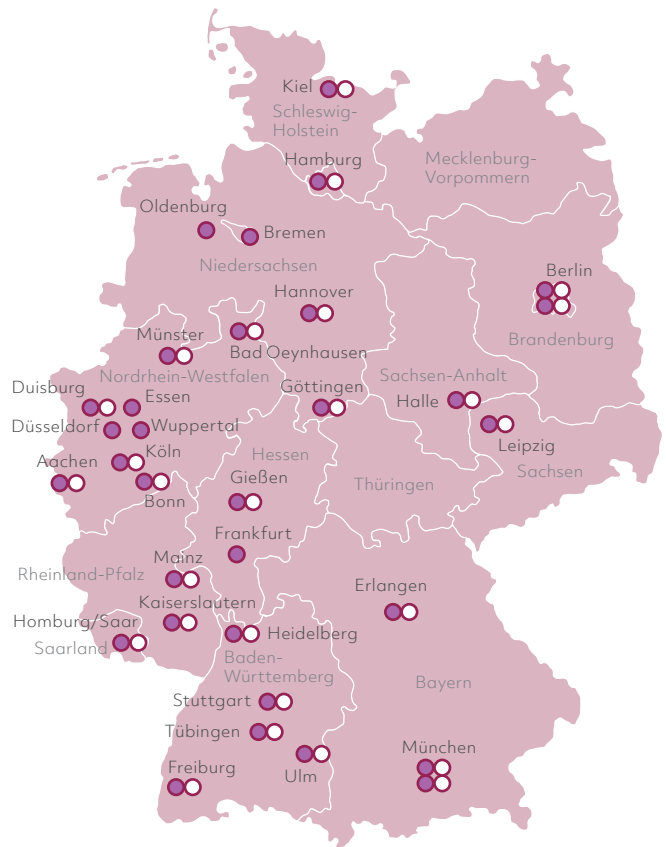 Kiel
Schleswig-
Holstein
Hamburg
Mecklenburg-
Vorpommern
Oldenburg
Bremen
Niedersachsen
Berlin
Hannover
Brandenburg
Münster
Bad Oeynhausen
Nordrhein-Westfalen
Sachsen-Anhalt
Duisburg
Essen
Göttingen
Halle
Düsseldorf
Wuppertal
Leipzig
Köln
Hessen
Aachen
Sachsen
Gießen
Thüringen
Bonn
Frankfurt
Mainz
Rheinland-Pfalz
Erlangen
Kaiserslautern
Homburg/Saar
Heidelberg
Saarland
Baden-
Württemberg
Bayern
Stuttgart
Tübingen
München
Freiburg
Ulm